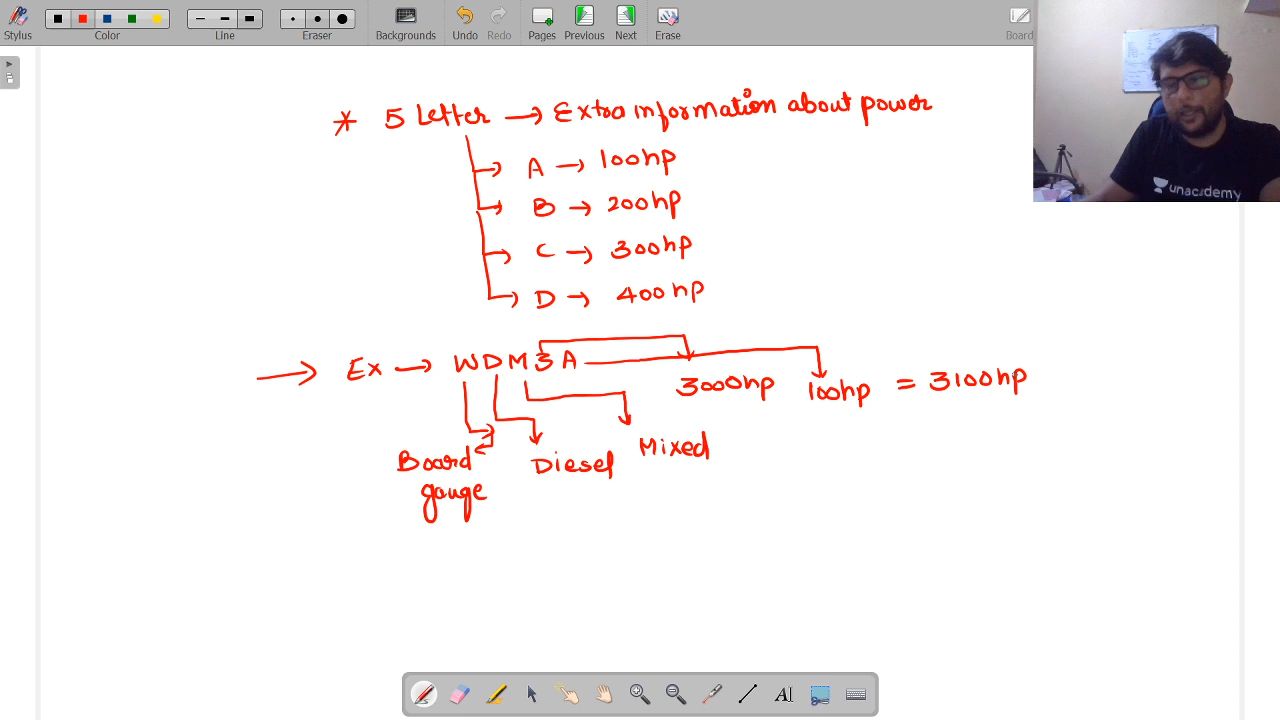 Stylus
Color
Line
Eraser
Backgrounds
Undo
Redo
Pages
Previous
Next
Erase
Board
unacademy
* 5 Letter → Extra information about power
A → 100hp
B → 200hp
C → 300hp
D → 400hp
→ Ex → WDM3A
3000hp 100hp = 3100hp
Board gauge
Diesel
Mixed
AI